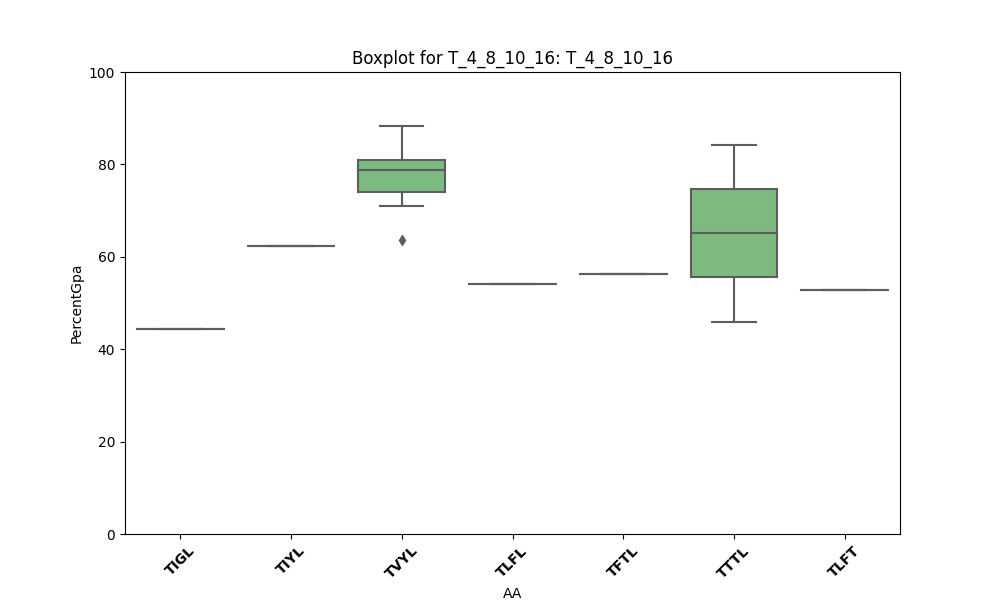 Boxplot for T_4_8_10_16: T_4_8_10_16
100
80
60
40
20
0
PercentGpa
TIGL
TIYL
TVYL
TLFL
TFTL
TTTL
TLFT
AA